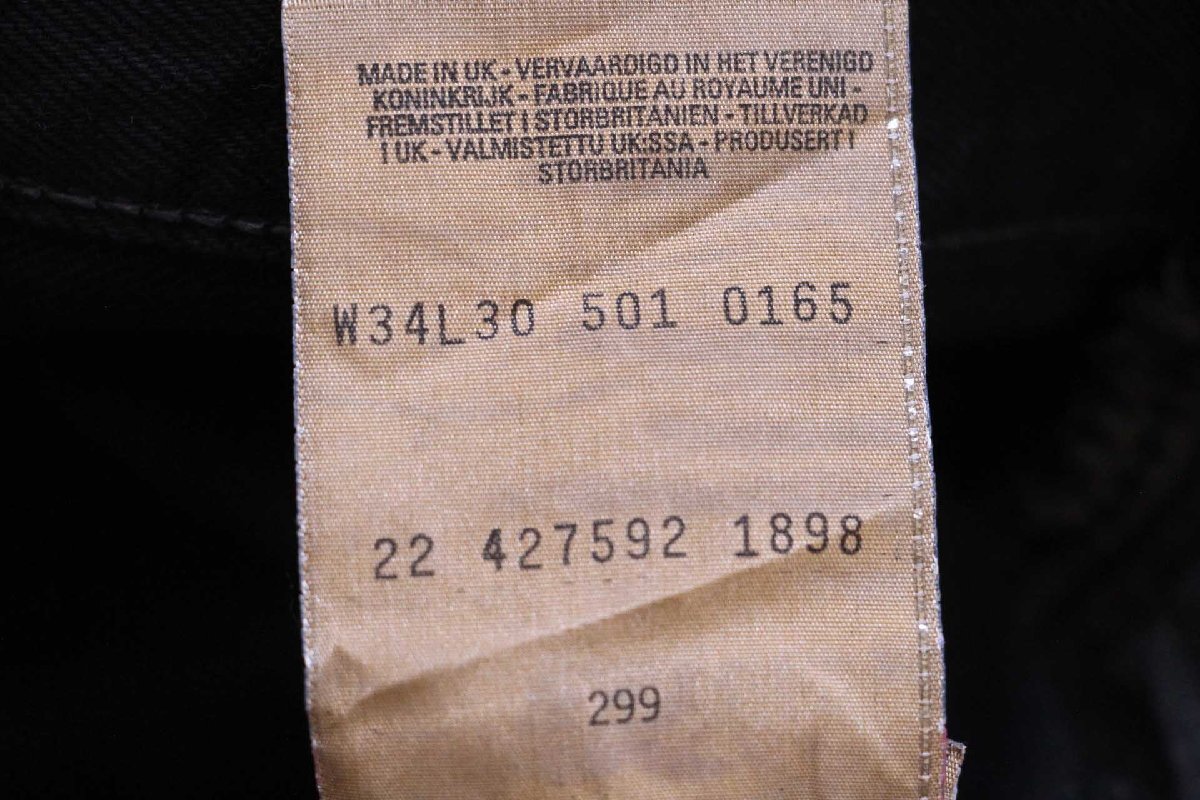 MADE IN UK - VERVAARDIGD IN HET VERENIGD
KONINKRIJK - FABRIQUE AU ROYAUME UNI -
FREMSTILLET I STORBRITANIEN - TILLVERKAD
I UK - VALMISTETTU UK:SSA - PRODUSERT I
STORBRITANIA
W34L30 501 0165
22 427592 1898
299